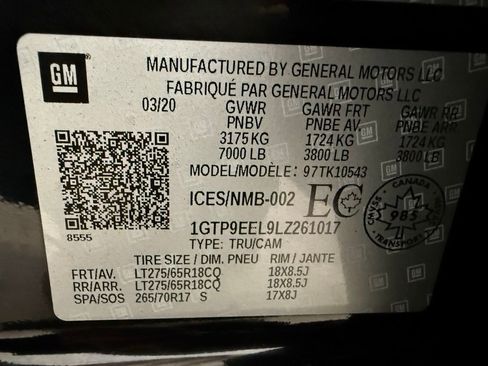 GM
MANUFACTURED BY GENERAL MOTORS LLC
FABRIQUÉ PAR GENERAL MOTORS LLC
03/20 GVWR GAWR FRT GAWR RR
PNBV PNBE AV. PNBE ARR.
3175 KG 1724 KG 1724 KG
7000 LB 3800 LB 3800 LB
MODEL/MODÈLE: 97TK10543
ICES/NMB-002 EC
CANADA
985
CMVSS NSVAC
8555
1GTP9EEL9LZ261017
TYPE: TRU/CAM
TIRE SIZE / DIM. PNEU RIM / JANTE
FRT/AV. LT275/65R18CQ 18X8.5J
RR/ARR. LT275/65R18CQ 18X8.5J
SPA/SOS 265/70R17 S 17X8J